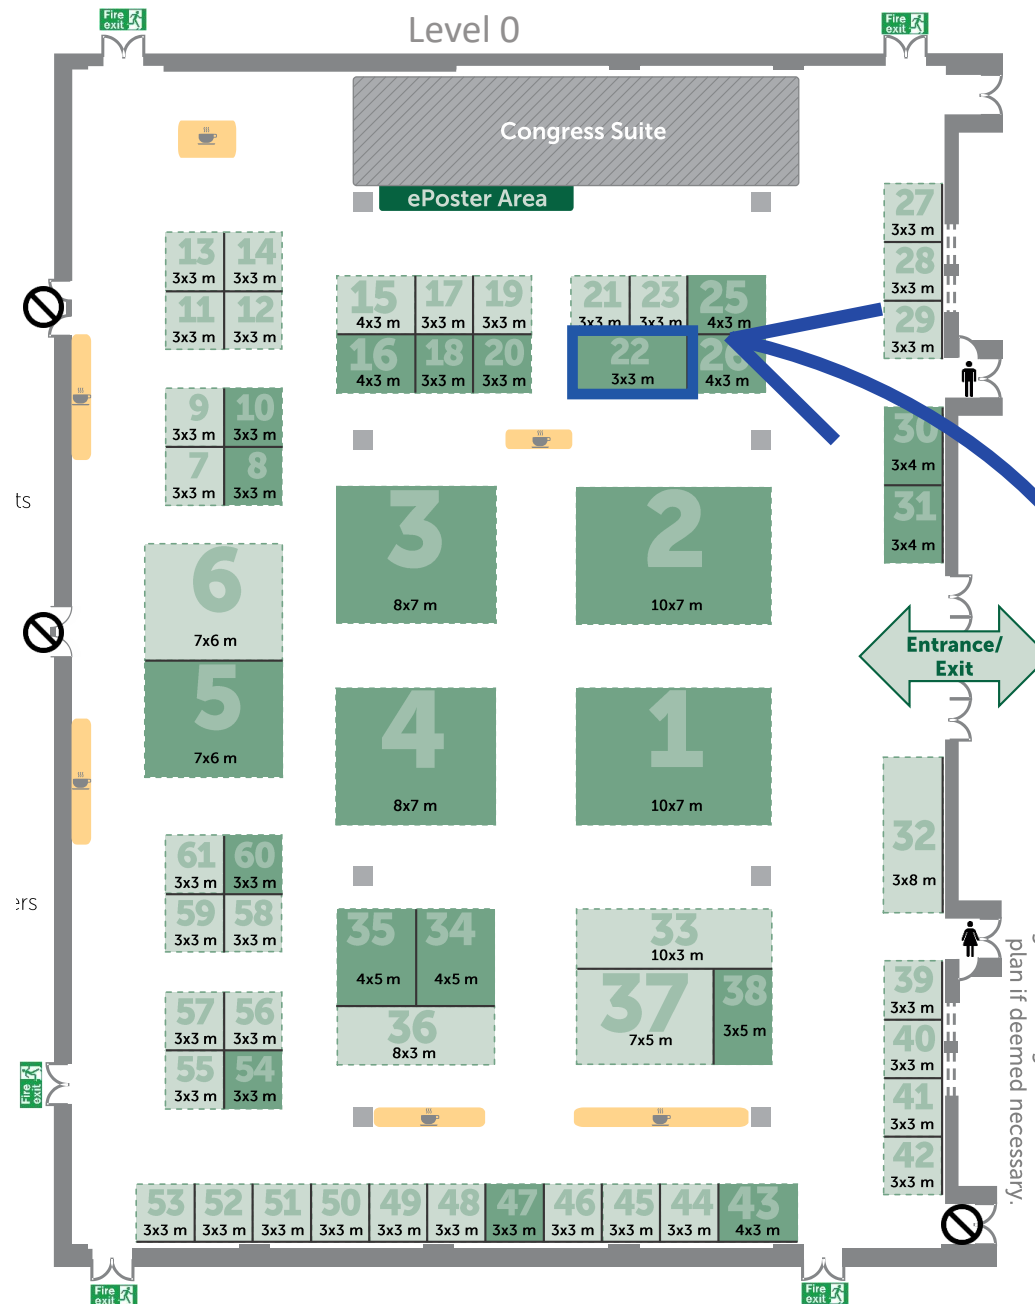 Level 0
Fire exit
Fire exit
Congress Suite
ePoster Area
27
3x3 m
28
3x3 m
29
3x3 m
13
3x3 m
14
3x3 m
11
3x3 m
12
3x3 m
15
4x3 m
17
3x3 m
19
3x3 m
16
4x3 m
18
3x3 m
20
3x3 m
21
3x3 m
23
3x3 m
25
4x3 m
22
3x3 m
26
4x3 m
9
3x3 m
10
3x3 m
7
3x3 m
8
3x3 m
30
3x4 m
31
3x4 m
ts
3
8x7 m
2
10x7 m
6
7x6 m
5
7x6 m
Entrance/
Exit
4
8x7 m
1
10x7 m
32
3x8 m
61
3x3 m
60
3x3 m
59
3x3 m
58
3x3 m
ers
35
4x5 m
34
4x5 m
36
8x3 m
33
10x3 m
37
7x5 m
38
3x5 m
57
3x3 m
56
3x3 m
55
3x3 m
54
3x3 m
39
3x3 m
40
3x3 m
41
3x3 m
42
3x3 m
plan if deemed necessary.
Fire exit
53
3x3 m
52
3x3 m
51
3x3 m
50
3x3 m
49
3x3 m
48
3x3 m
47
3x3 m
46
3x3 m
45
3x3 m
44
3x3 m
43
4x3 m
Fire exit
Fire exit